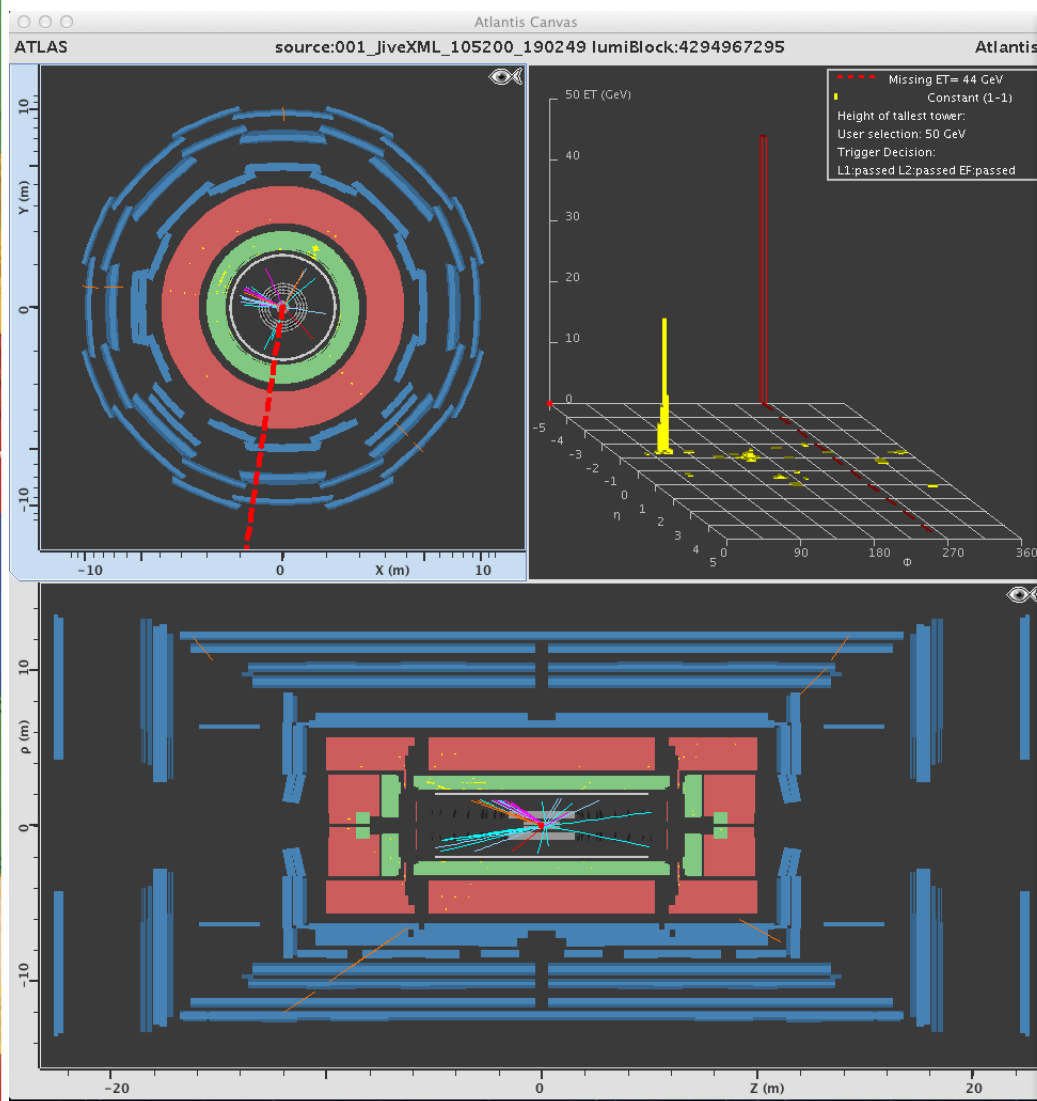 Atlantis Canvas
ATLAS source:001_JiveXML_105200_190249 lumiBlock:4294967295 Atlantis
10
Y (m)
0
-10
-10 0 X (m) 10
Missing ET= 44 GeV
Constant (1-1)
Height of tallest tower:
User selection: 50 GeV
Trigger Decision:
L1:passed L2:passed EF:passed
50 ET (GeV)
40
30
20
10
0
-5
-4
-3
-2
-1
0
η
1
2
3
4
5
0 90 180 270 360
Φ
10
ρ (m)
0
-10
-20 0 Z (m) 20